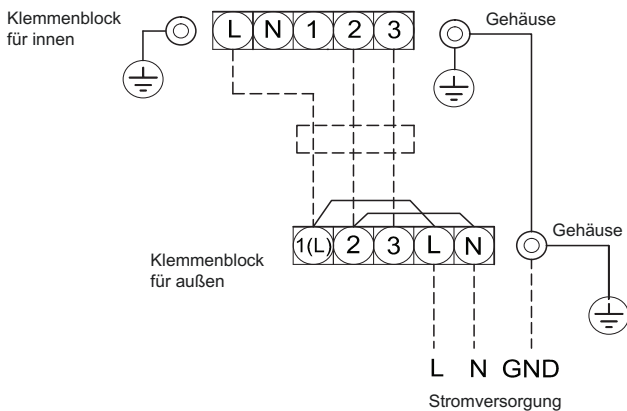 Klemmenblock
für innen
L N 1 2 3
Gehäuse
Klemmenblock
für außen
1(L) 2 3 L N
Gehäuse
L N GND
Stromversorgung